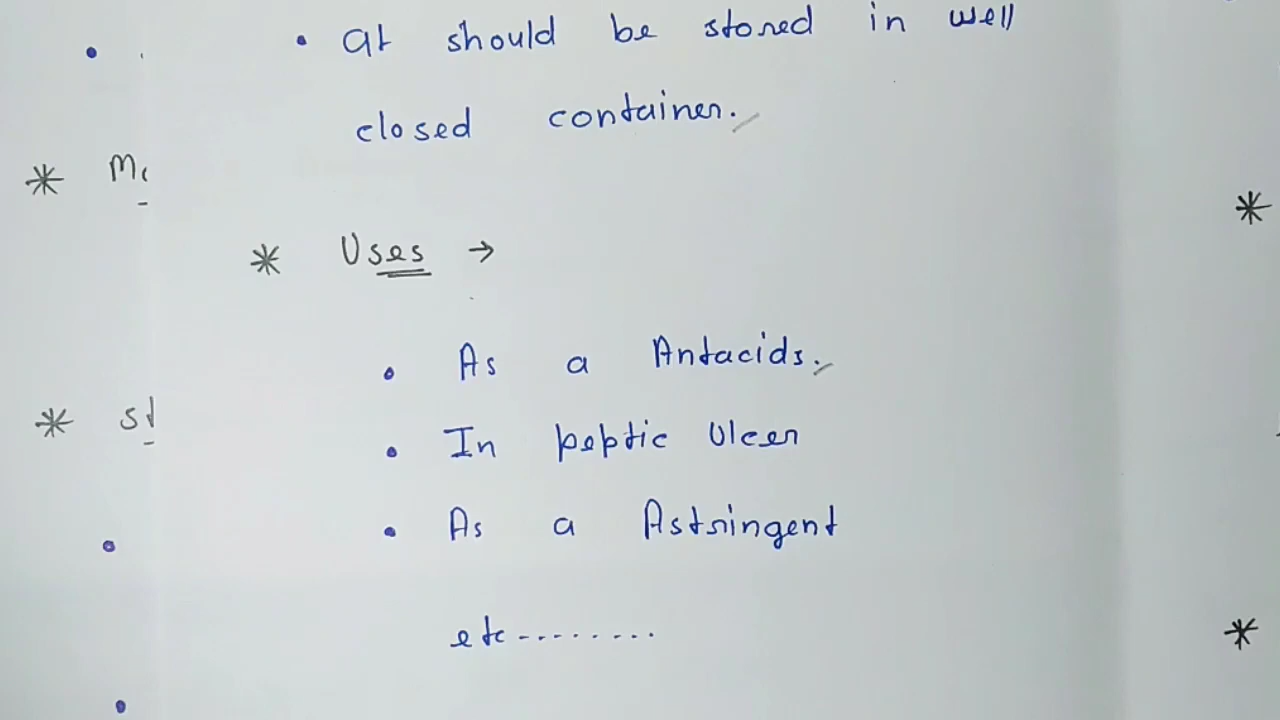 • It should be stored in well
closed container.
* Uses →
• As a Antacids.
• In peptic Ulcer
• As a Astringent
etc........